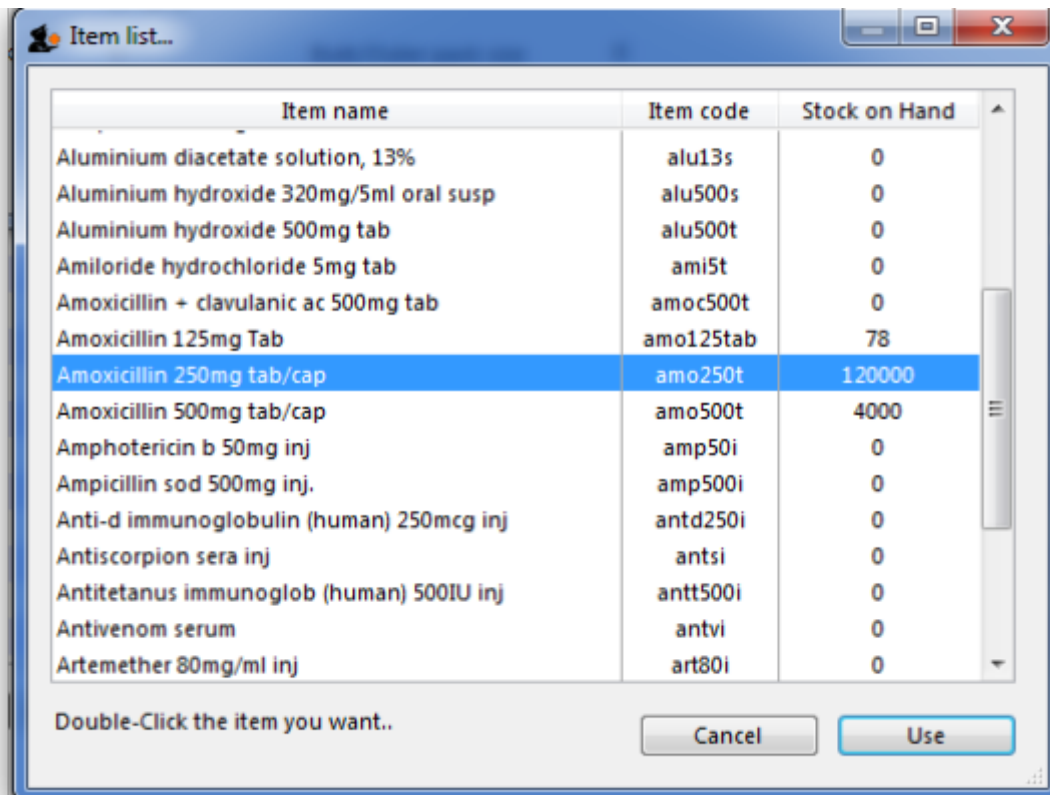 Item list...
Item name Item code Stock on Hand
Aluminium diacetate solution, 13% alu13s 0
Aluminium hydroxide 320mg/5ml oral susp alu500s 0
Aluminium hydroxide 500mg tab alu500t 0
Amiloride hydrochloride 5mg tab ami5t 0
Amoxicillin + clavulanic ac 500mg tab amoc500t 0
Amoxicillin 125mg Tab amo125tab 78
Amoxicillin 250mg tab/cap amo250t 120000
Amoxicillin 500mg tab/cap amo500t 4000
Amphotericin b 50mg inj amp50i 0
Ampicillin sod 500mg inj. amp500i 0
Anti-d immunoglobulin (human) 250mcg inj antd250i 0
Antiscorpion sera inj antsi 0
Antitetanus immunoglob (human) 500IU inj antt500i 0
Antivenom serum antvi 0
Artemether 80mg/ml inj art80i 0
Double-Click the item you want..
Cancel Use